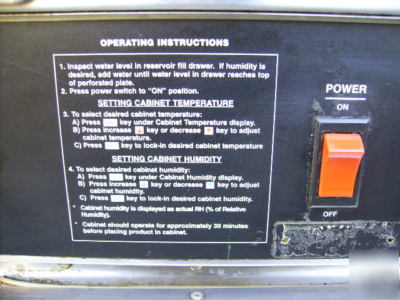 OPERATING INSTRUCTIONS
1. Inspect water level in reservoir fill drawer. If humidity is
desired, add water until water level in drawer reaches top
of perforated plate.
2. Press power switch to "ON" position.
SETTING CABINET TEMPERATURE
3. To select desired cabinet temperature:
A) Press key under Cabinet Temperature display.
B) Press increase or decrease key to adjust
cabinet temperature.
C) Press key to lock-in desired cabinet temperature
SETTING CABINET HUMIDITY
4. To select desired cabinet humidity:
A) Press key under Cabinet Humidity display.
B) Press increase or decrease key to adjust
cabinet humidity.
C) Press key to lock-in desired cabinet humidity.
* Cabinet humidity is displayed as actual RH (% of Relative
Humidity).
* Cabinet should operate for approximately 30 minutes
before placing product in cabinet.
POWER
ON
OFF